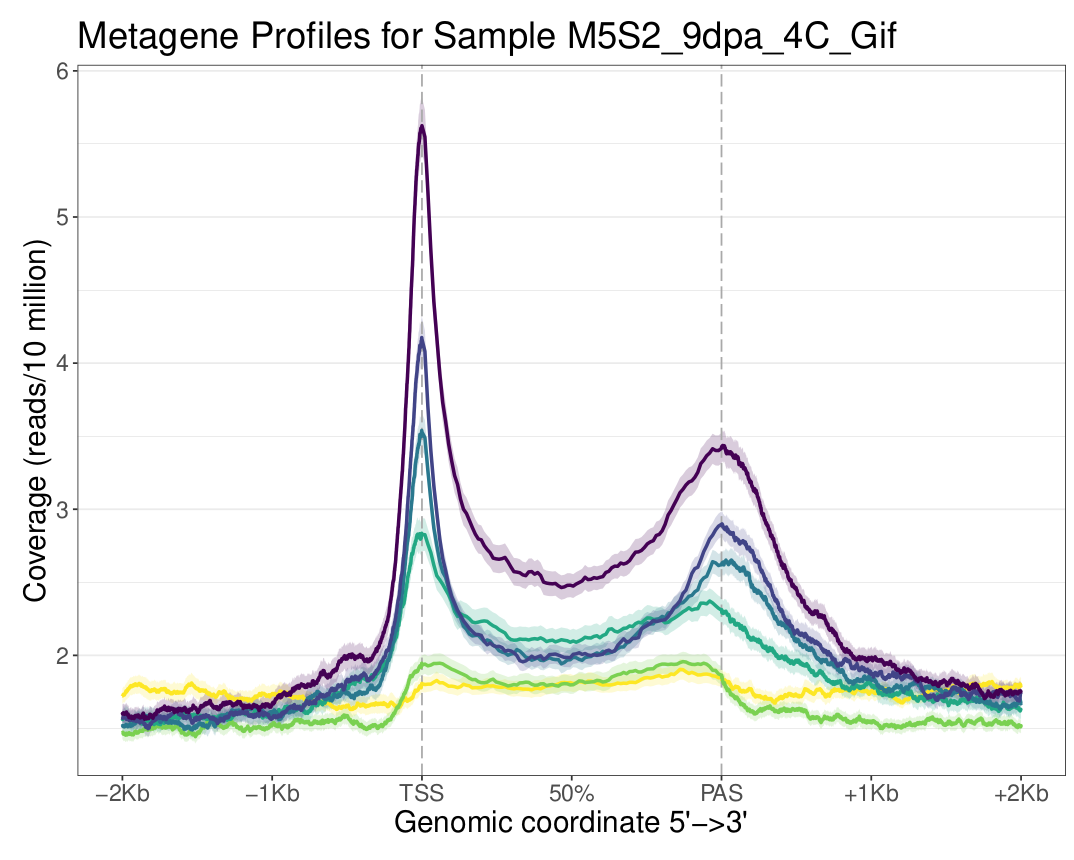 Metagene Profiles for Sample M5S2_9dpa_4C_Gif
Coverage (reads/10 million)
6
5
4
3
2
−2Kb −1Kb TSS 50% PAS +1Kb +2Kb
Genomic coordinate 5'−>3'